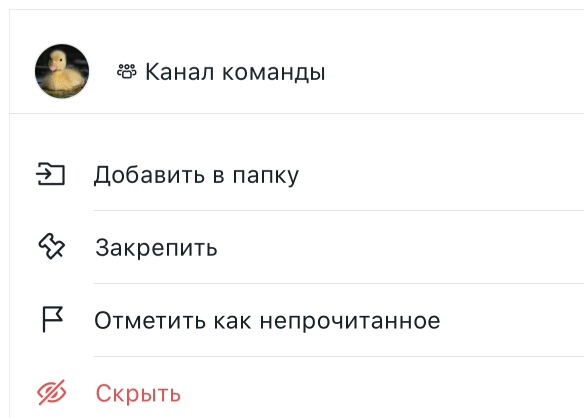 Канал команды
Добавить в папку
Закрепить
Отметить как непрочитанное
Скрыть